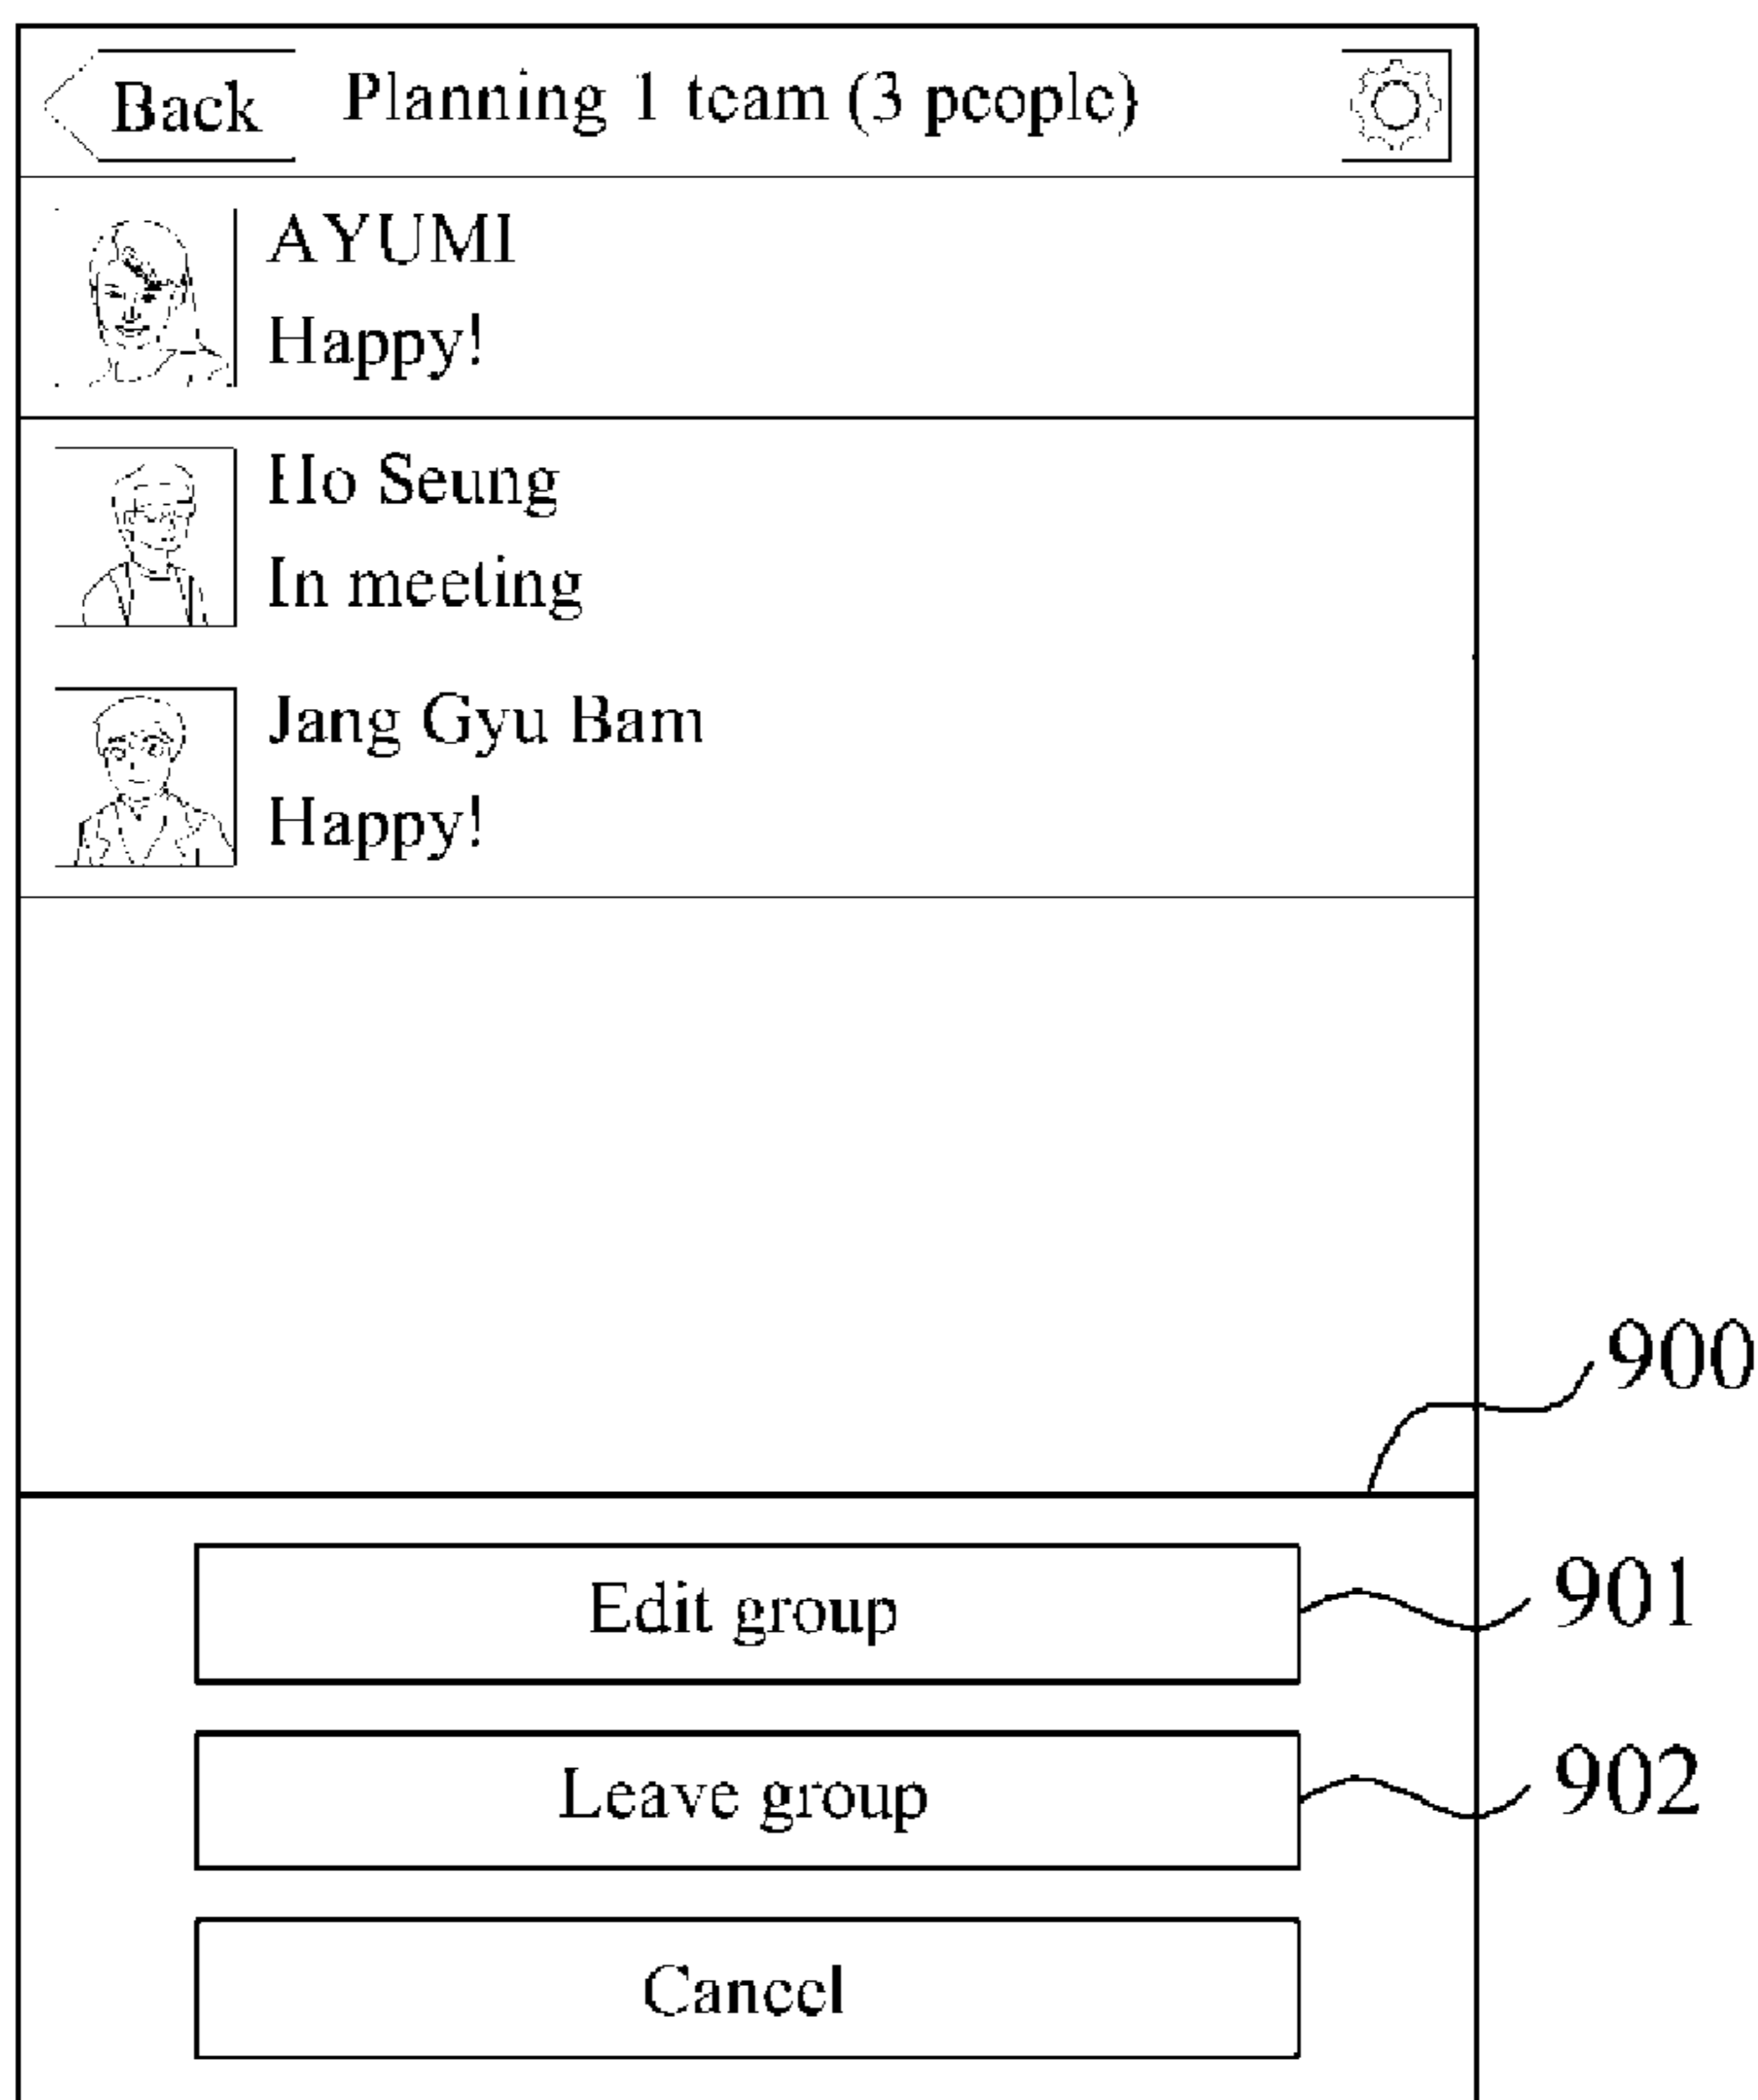 Back Planning 1 team (3 people)
AYUMI
Happy!
Ho Seung
In meeting
Jang Gyu Bam
Happy!
900
Edit group 901
Leave group 902
Cancel